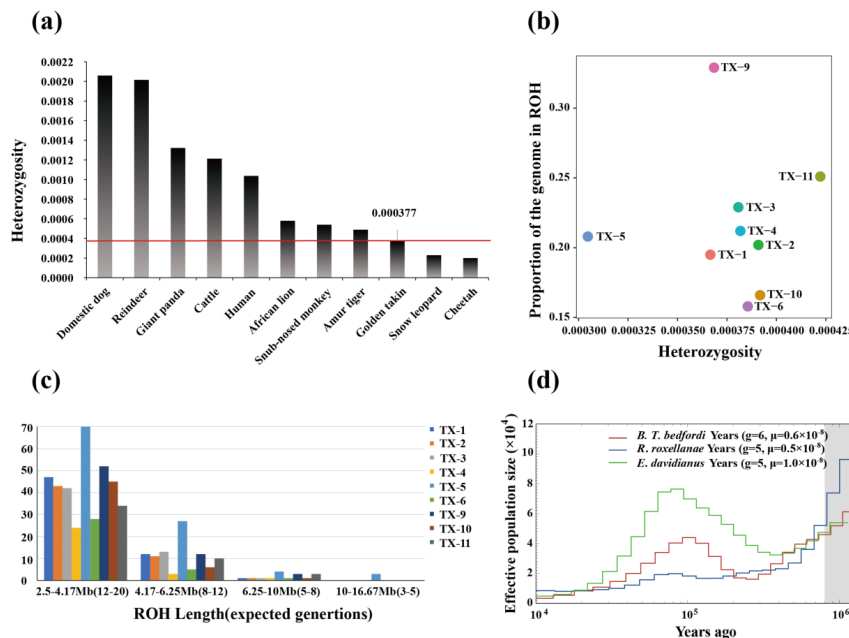 (a)
Heterozygosity
0.0022
0.0020
0.0018
0.0016
0.0014
0.0012
0.0010
0.0008
0.0006
0.0004
0.0002
0.0000
0.000377
Domestic dog
Reindeer
Giant panda
Cattle
Human
African lion
Snub-nosed monkey
Amur tiger
Golden takin
Snow leopard
Cheetah
(b)
Proportion of the genome in ROH
0.30
0.25
0.20
0.15
TX−9
TX−11
TX−3
TX−5
TX−4
TX−2
TX−1
TX−10
TX−6
0.000300 0.000325 0.000350 0.000375 0.000400 0.000425
Heterozygosity
(c)
70
60
50
40
30
20
10
0
TX-1
TX-2
TX-3
TX-4
TX-5
TX-6
TX-9
TX-10
TX-11
2.5-4.17Mb(12-20) 4.17-6.25Mb(8-12) 6.25-10Mb(5-8) 10-16.67Mb(3-5)
ROH Length(expected genertions)
(d)
Effective population size (×10⁴)
12
10
8
6
4
2
0
B. T. bedfordi Years (g=6, μ=0.6×10⁻⁸)
R. roxellanae Years (g=5, μ=0.5×10⁻⁸)
E. davidianus Years (g=5, μ=1.0×10⁻⁸)
10⁴ 10⁵ 10⁶
Years ago